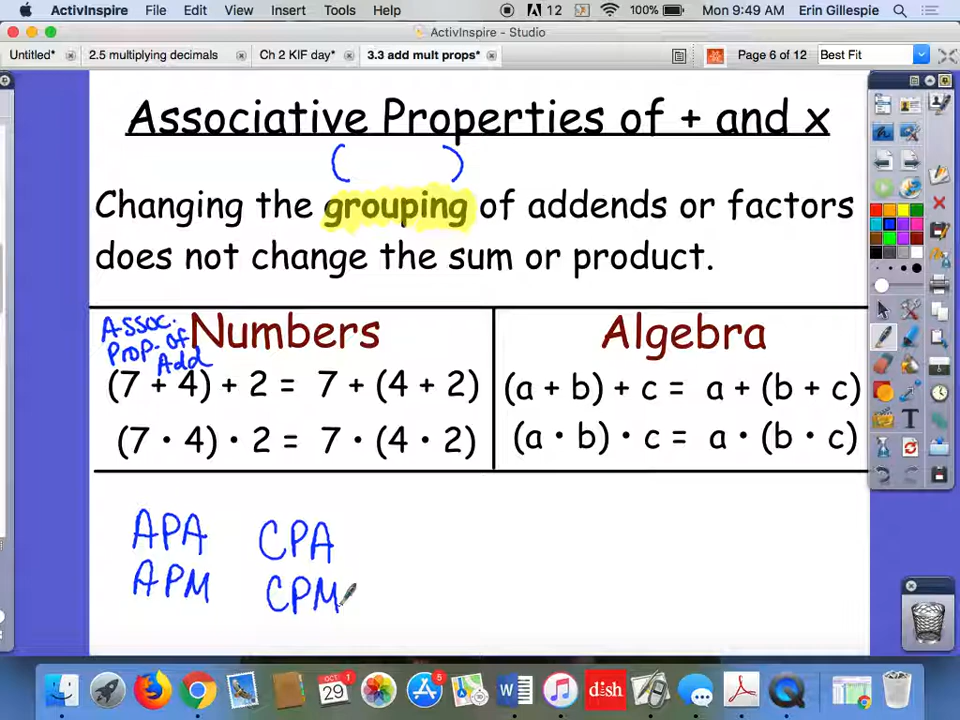 ActivInspire File Edit View Insert Tools Help 12 100% Mon 9:49 AM Erin Gillespie
ActivInspire - Studio
Untitled* 2.5 multiplying decimals Ch 2 KIF day* 3.3 add mult props* Page 6 of 12 Best Fit
Associative Properties of + and x
( )
Changing the grouping of addends or factors
does not change the sum or product.
Assoc. Prop. of Add
Numbers
(7 + 4) + 2 = 7 + (4 + 2)
(7 · 4) · 2 = 7 · (4 · 2)
Algebra
(a + b) + c = a + (b + c)
(a · b) · c = a · (b · c)
APA CPA
APM CPM
OCT 29 5 dish